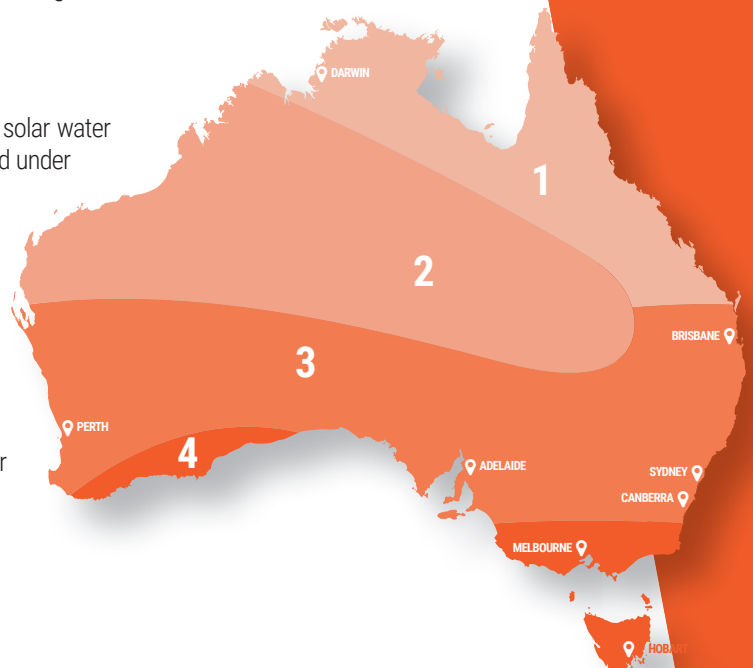 DARWIN
solar water
d under
1
2
BRISBANE
3
PERTH
4
r
ADELAIDE
SYDNEY
CANBERRA
MELBOURNE
HOBART